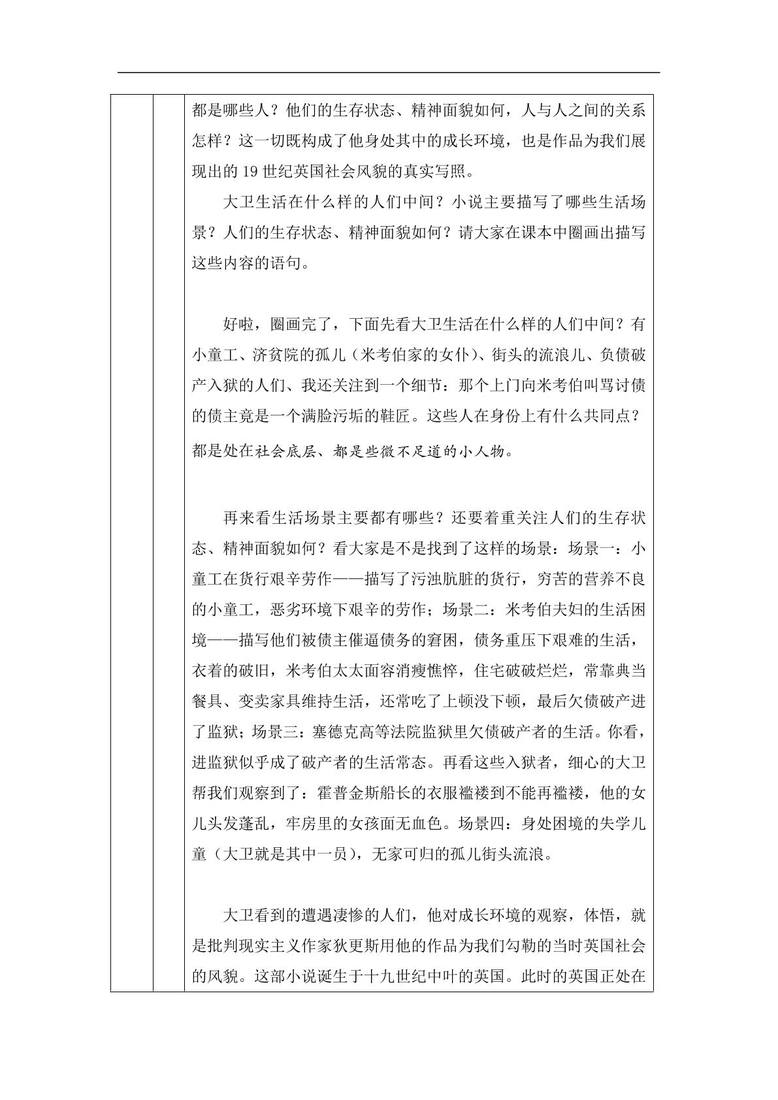 都是哪些人？他们的生存状态、精神面貌如何，人与人之间的关系
怎样？这一切既构成了他身处其中的成长环境，也是作品为我们展
现出的 19 世纪英国社会风貌的真实写照。
大卫生活在什么样的人们中间？小说主要描写了哪些生活场
景？人们的生存状态、精神面貌如何？请大家在课本中圈画出描写
这些内容的语句。
好啦，圈画完了，下面先看大卫生活在什么样的人们中间？有
小童工、济贫院的孤儿（米考伯家的女仆）、街头的流浪儿、负债破
产入狱的人们、我还关注到一个细节：那个上门向米考伯叫骂讨债
的债主竟是一个满脸污垢的鞋匠。这些人在身份上有什么共同点？
都是处在社会底层、都是些微不足道的小人物。
再来看生活场景主要都有哪些？还要着重关注人们的生存状
态、精神面貌如何？看大家是不是找到了这样的场景：场景一：小
童工在货行艰辛劳作——描写了污浊肮脏的货行，穷苦的营养不良
的小童工，恶劣环境下艰辛的劳作；场景二：米考伯夫妇的生活困
境——描写他们被债主催逼债务的窘困，债务重压下艰难的生活，
衣着的破旧，米考伯太太面容消瘦憔悴，住宅破破烂烂，常靠典当
餐具、变卖家具维持生活，还常吃了上顿没下顿，最后欠债破产进
了监狱；场景三：塞德克高等法院监狱里欠债破产者的生活。你看，
进监狱似乎成了破产者的生活常态。再看这些入狱者，细心的大卫
帮我们观察到了：霍普金斯船长的衣服褴褛到不能再褴褛，他的女
儿头发蓬乱，牢房里的女孩面无血色。场景四：身处困境的失学儿
童（大卫就是其中一员），无家可归的孤儿街头流浪。
大卫看到的遭遇凄惨的人们，他对成长环境的观察，体悟，就
是批判现实主义作家狄更斯用他的作品为我们勾勒的当时英国社会
的风貌。这部小说诞生于十九世纪中叶的英国。此时的英国正处在